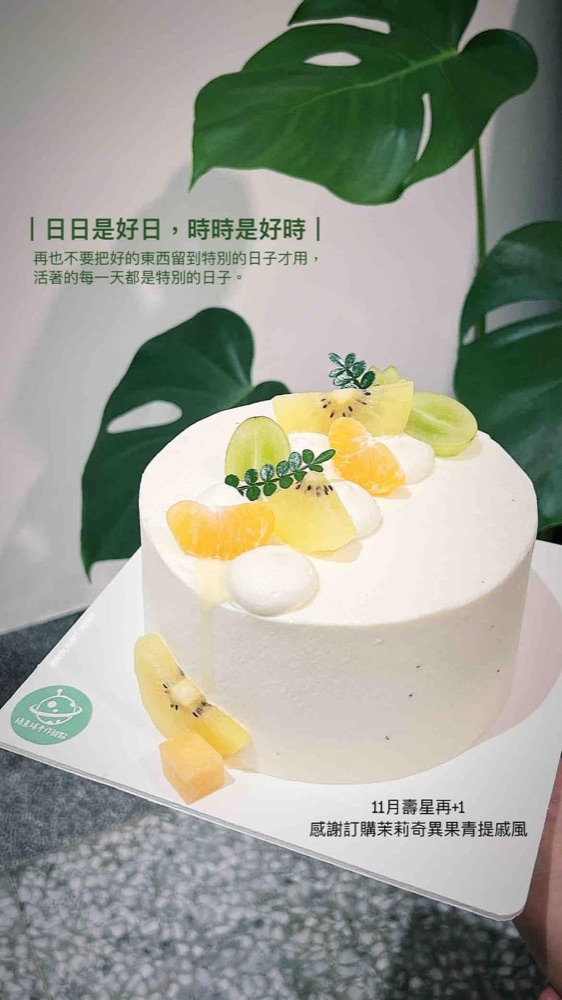 ｜日日是好日，時時是好時｜
再也不要把好的東西留到特別的日子才用，
活著的每一天都是特別的日子。
11月壽星再+1
感謝訂購茉莉奇異果青提戚風